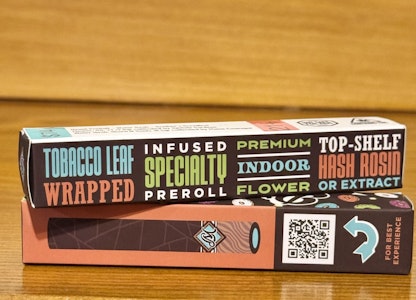 TOBACCO LEAF
WRAPPED
INFUSED
SPECIALTY
PREROLL
PREMIUM
INDOOR
FLOWER
TOP-SHELF
HASH ROSIN
OR EXTRACT
FOR BEST
EXPERIENCE